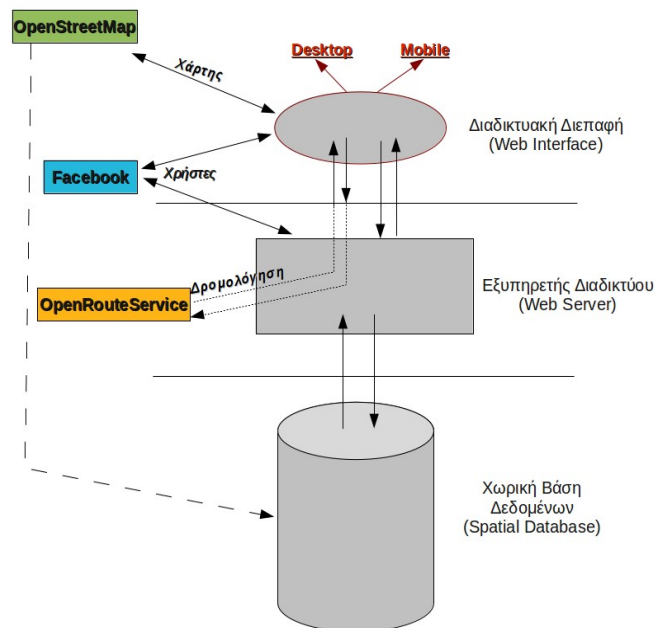 OpenStreetMap
Desktop
Mobile
Χάρτης
Διαδικτυακή Διεπαφή
(Web Interface)
Facebook
Χρήστες
Δρομολόγηση
Εξυπηρετής Διαδικτύου
(Web Server)
OpenRouteService
Χωρική Βάση
Δεδομένων
(Spatial Database)